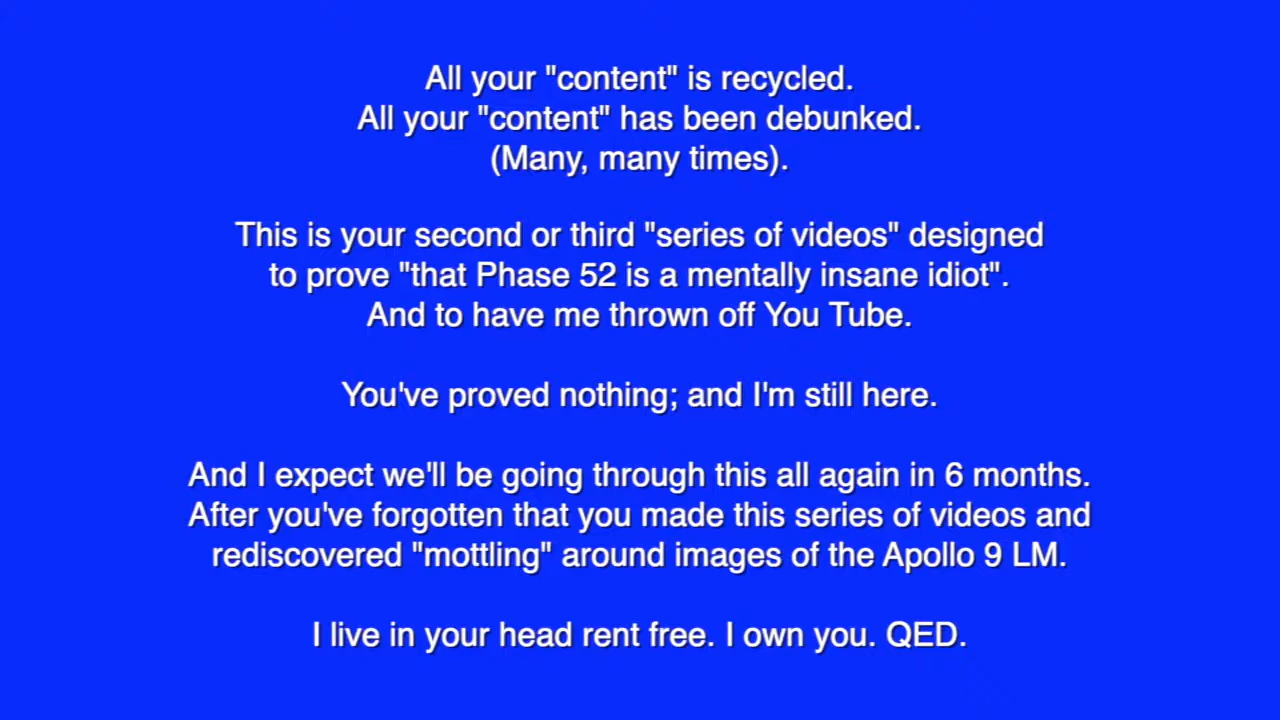 All your "content" is recycled.
All your "content" has been debunked.
(Many, many times).
This is your second or third "series of videos" designed
to prove "that Phase 52 is a mentally insane idiot".
And to have me thrown off You Tube.
You've proved nothing; and I'm still here.
And I expect we'll be going through this all again in 6 months.
After you've forgotten that you made this series of videos and
rediscovered "mottling" around images of the Apollo 9 LM.
I live in your head rent free. I own you. QED.